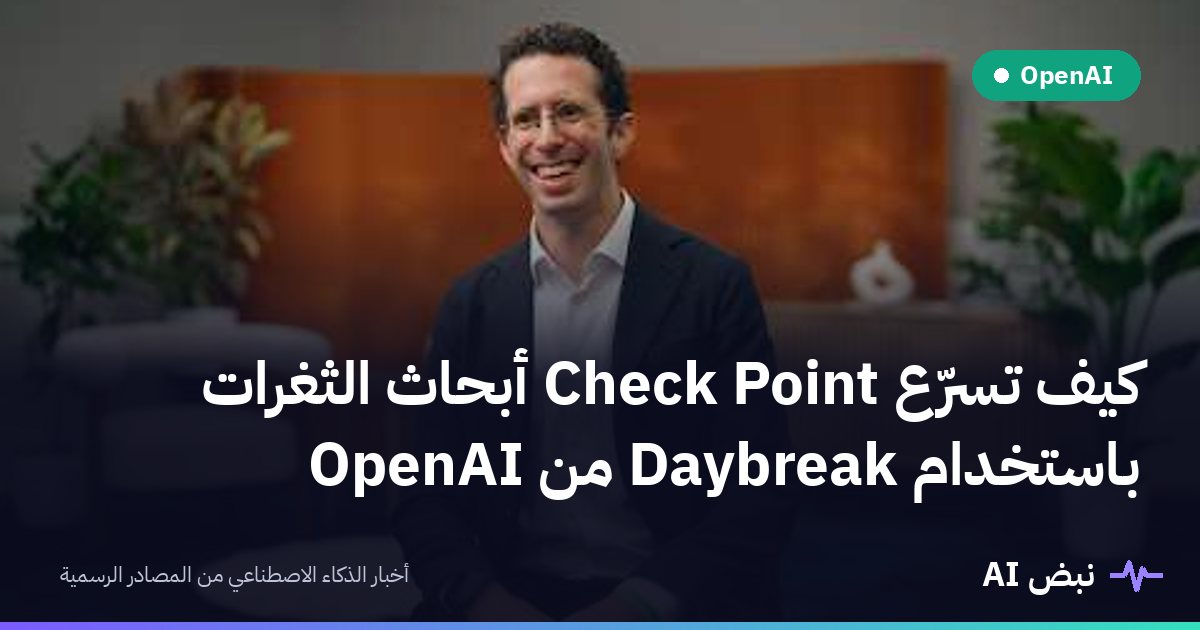 OpenAI
كيف تسرّع Check Point أبحاث الثغرات
باستخدام Daybreak من OpenAI
نبض AI
أخبار الذكاء الاصطناعي من المصادر الرسمية